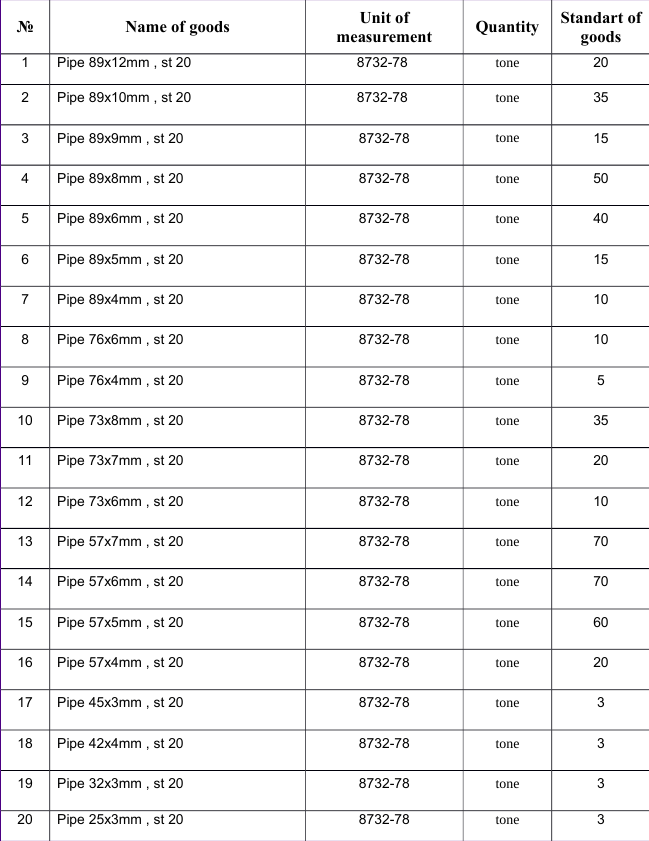 № Name of goods Unit of measurement Quantity Standart of goods
1 Pipe 89x12mm , st 20 8732-78 tone 20
2 Pipe 89x10mm , st 20 8732-78 tone 35
3 Pipe 89x9mm , st 20 8732-78 tone 15
4 Pipe 89x8mm , st 20 8732-78 tone 50
5 Pipe 89x6mm , st 20 8732-78 tone 40
6 Pipe 89x5mm , st 20 8732-78 tone 15
7 Pipe 89x4mm , st 20 8732-78 tone 10
8 Pipe 76x6mm , st 20 8732-78 tone 10
9 Pipe 76x4mm , st 20 8732-78 tone 5
10 Pipe 73x8mm , st 20 8732-78 tone 35
11 Pipe 73x7mm , st 20 8732-78 tone 20
12 Pipe 73x6mm , st 20 8732-78 tone 10
13 Pipe 57x7mm , st 20 8732-78 tone 70
14 Pipe 57x6mm , st 20 8732-78 tone 70
15 Pipe 57x5mm , st 20 8732-78 tone 60
16 Pipe 57x4mm , st 20 8732-78 tone 20
17 Pipe 45x3mm , st 20 8732-78 tone 3
18 Pipe 42x4mm , st 20 8732-78 tone 3
19 Pipe 32x3mm , st 20 8732-78 tone 3
20 Pipe 25x3mm , st 20 8732-78 tone 3